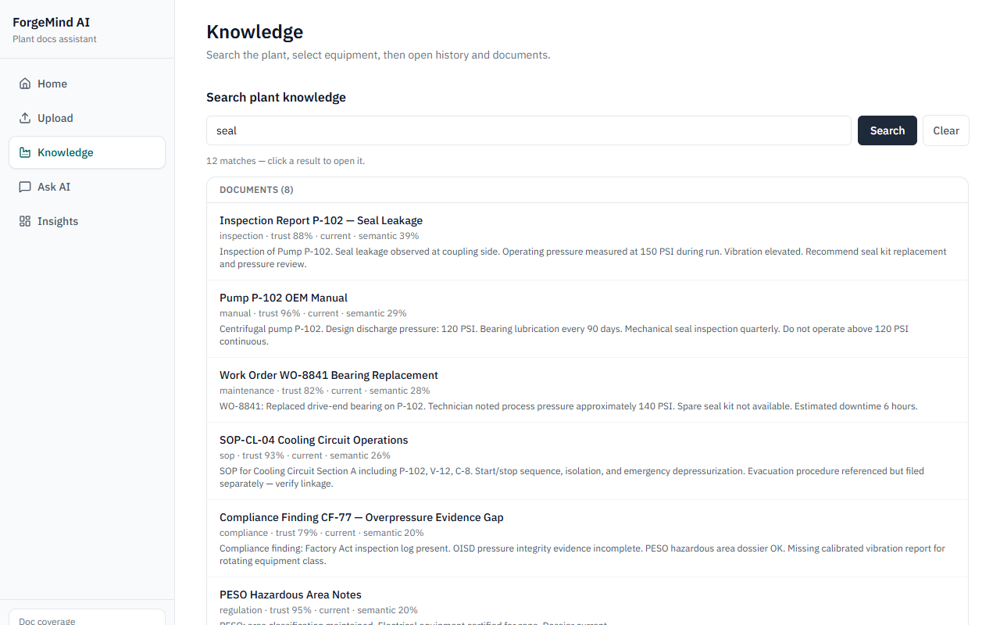 ForgeMind AI
Plant docs assistant
Home
Upload
Knowledge
Ask AI
Insights
Doc coverage
Knowledge
Search the plant, select equipment, then open history and documents.
Search plant knowledge
seal
Search
Clear
12 matches — click a result to open it.
DOCUMENTS (8)
Inspection Report P-102 — Seal Leakage
inspection · trust 88% · current · semantic 39%
Inspection of Pump P-102. Seal leakage observed at coupling side. Operating pressure measured at 150 PSI during run. Vibration elevated. Recommend seal kit replacement
and pressure review.
Pump P-102 OEM Manual
manual · trust 96% · current · semantic 29%
Centrifugal pump P-102. Design discharge pressure: 120 PSI. Bearing lubrication every 90 days. Mechanical seal inspection quarterly. Do not operate above 120 PSI
continuous.
Work Order WO-8841 Bearing Replacement
maintenance · trust 82% · current · semantic 28%
WO-8841: Replaced drive-end bearing on P-102. Technician noted process pressure approximately 140 PSI. Spare seal kit not available. Estimated downtime 6 hours.
SOP-CL-04 Cooling Circuit Operations
sop · trust 93% · current · semantic 26%
SOP for Cooling Circuit Section A including P-102, V-12, C-8. Start/stop sequence, isolation, and emergency depressurization. Evacuation procedure referenced but filed
separately — verify linkage.
Compliance Finding CF-77 — Overpressure Evidence Gap
compliance · trust 79% · current · semantic 20%
Compliance finding: Factory Act inspection log present. OISD pressure integrity evidence incomplete. PESO hazardous area dossier OK. Missing calibrated vibration report for
rotating equipment class.
PESO Hazardous Area Notes
regulation · trust 95% · current · semantic 20%
PESO: area classification maintained. Electrical equipment certified for zone. Dossier current.